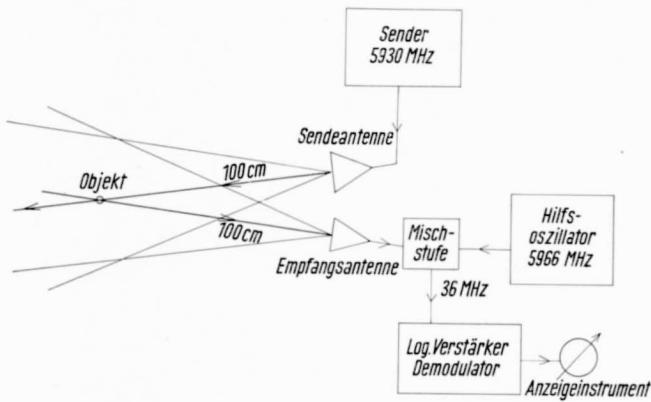 Sender
5930 MHz
Sendeantenne
100 cm
Objekt
100 cm
Empfangsantenne
Misch-
stufe
Hilfs-
oszillator
5966 MHz
36 MHz
Log. Verstärker
Demodulator
Anzeigeinstrument